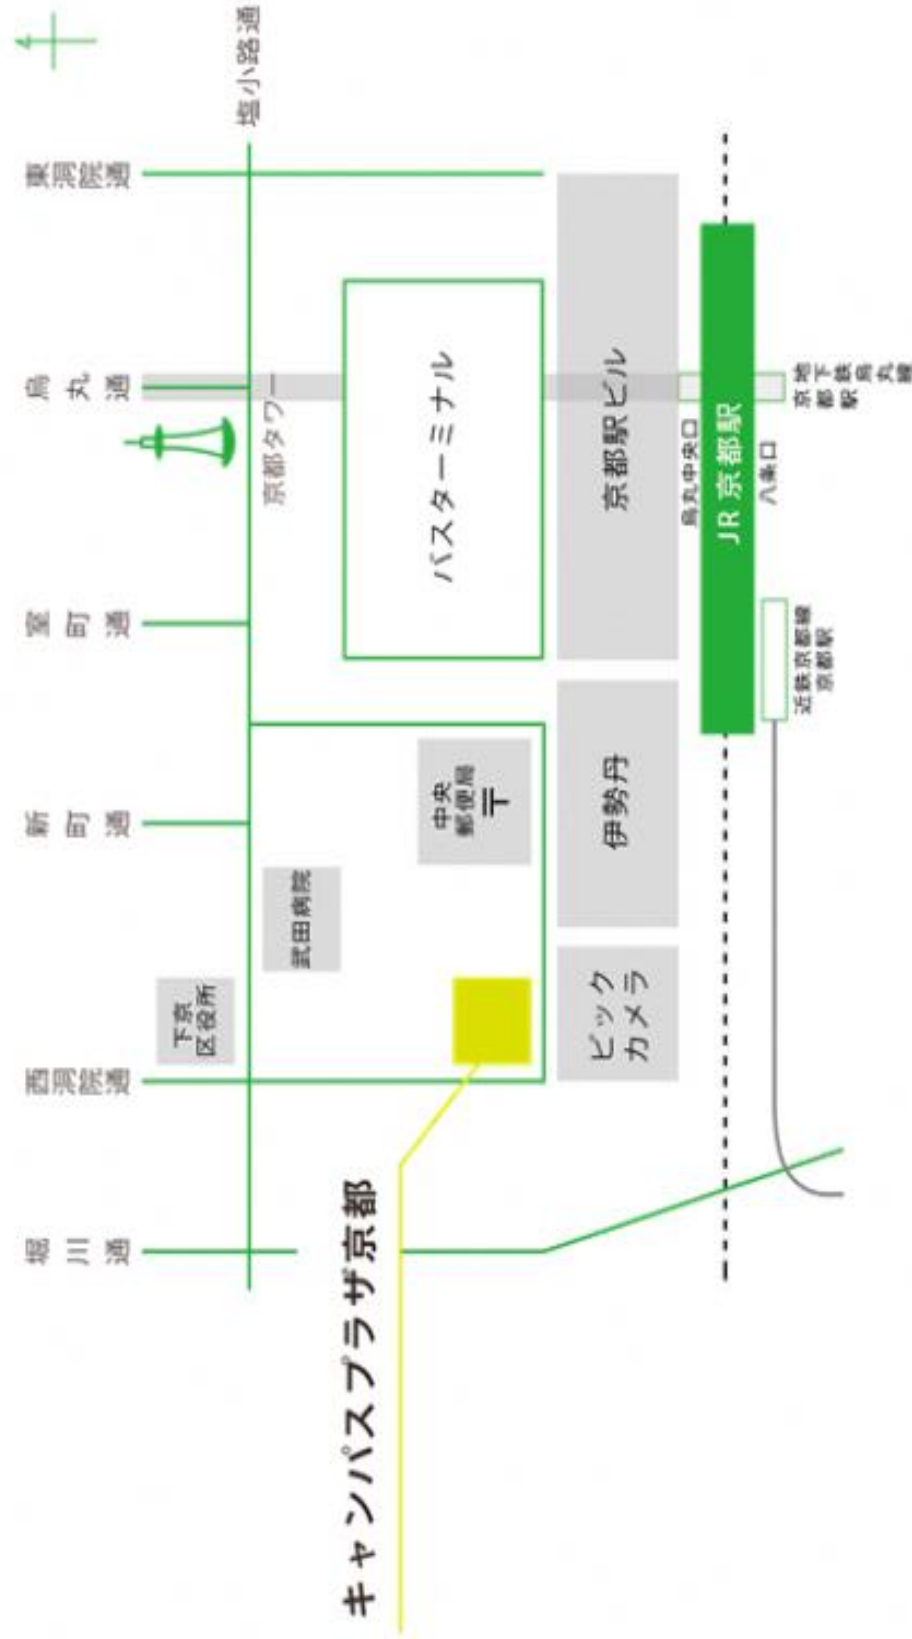 堀川通
西洞院通
新町通
室町通
烏丸通
東洞院通
塩小路通
下京
区役所
武田病院
京都タワー
中央
郵便局
〒
バスターミナル
キャンパスプラザ京都
ビック
カメラ
伊勢丹
京都駅ビル
烏丸中央口
JR 京都駅
八条口
近鉄京都線
京都駅
地下鉄烏丸線
京都駅